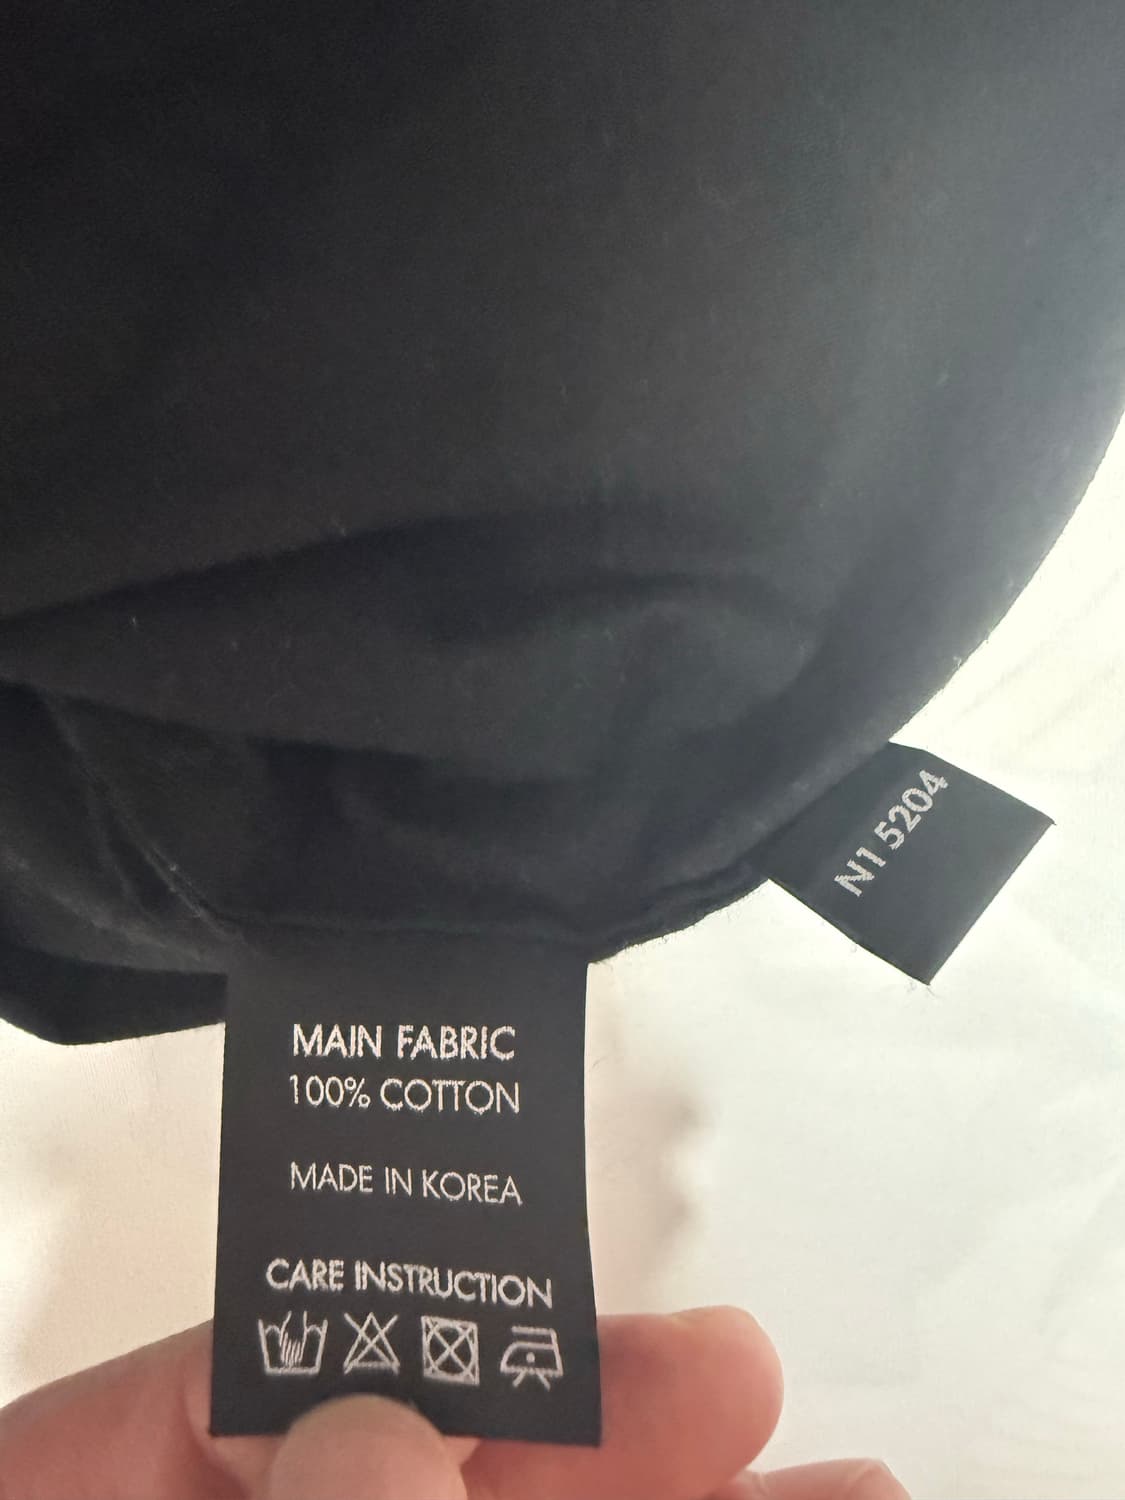 N1 5204
MAIN FABRIC
100% COTTON
MADE IN KOREA
CARE INSTRUCTION